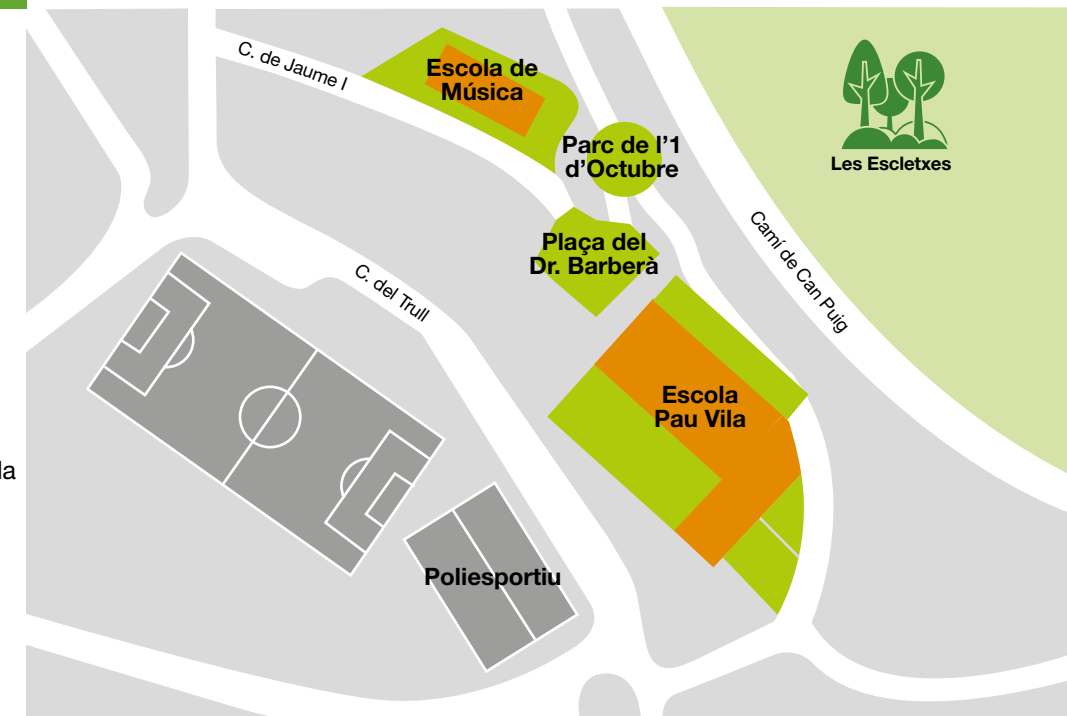 C. de Jaume I
Escola de
Música
Parc de l'1
d'Octubre
Les Escletxes
Plaça del
Dr. Barberà
Camí de Can Puig
C. del Trull
Escola
Pau Vila
Poliesportiu